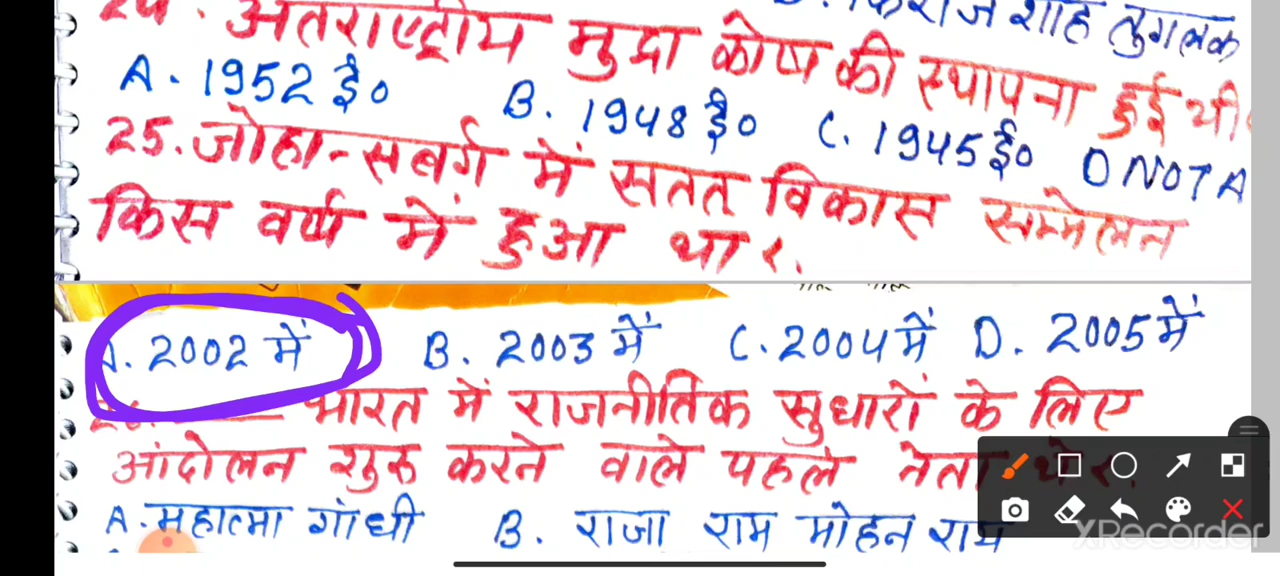 फिरोज शाह तुगलक
24. अंतराष्ट्रीय मुद्रा कोष की स्थापना हुई थी
A. 1952 ई० B. 1948 ई० C. 1945 ई० D NOTA
25. जोहा-सबर्ग में सतत् विकास सम्मेलन
किस वर्ष में हुआ था?
A. 2002 में B. 2003 में C. 2004 में D. 2005 में
26. भारत में राजनीतिक सुधारों के लिए
आंदोलन शुरू करने वाले पहले नेता थे?
A. महात्मा गांधी B. राजा राम मोहन राय
XRecorder